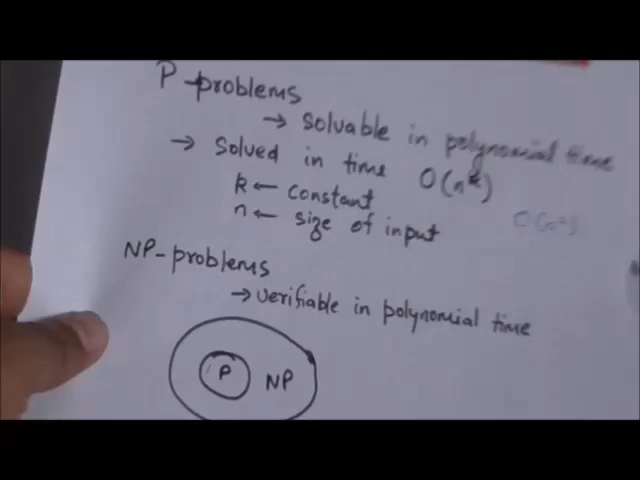 P-problems
→ solvable in polynomial time
→ solved in time O(n^k)
k ← constant
n ← size of input
NP-problems
→ verifiable in polynomial time
P NP